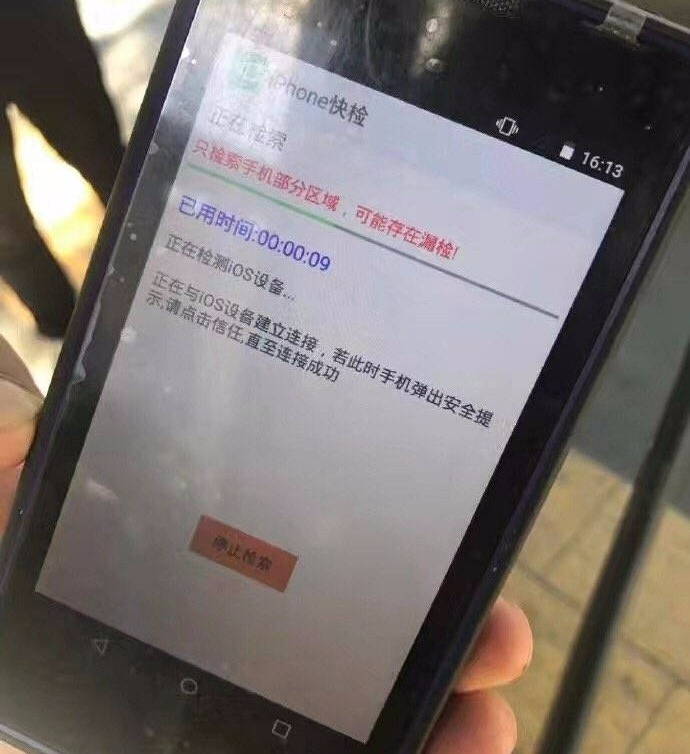 16:13
iPhone快检
正在检索
只检索手机部分区域，可能存在漏检!
已用时间:00:00:09
正在检测iOS设备...
正在与iOS设备建立连接，若此时手机弹出安全提
示,请点击信任,直至连接成功
停止检索